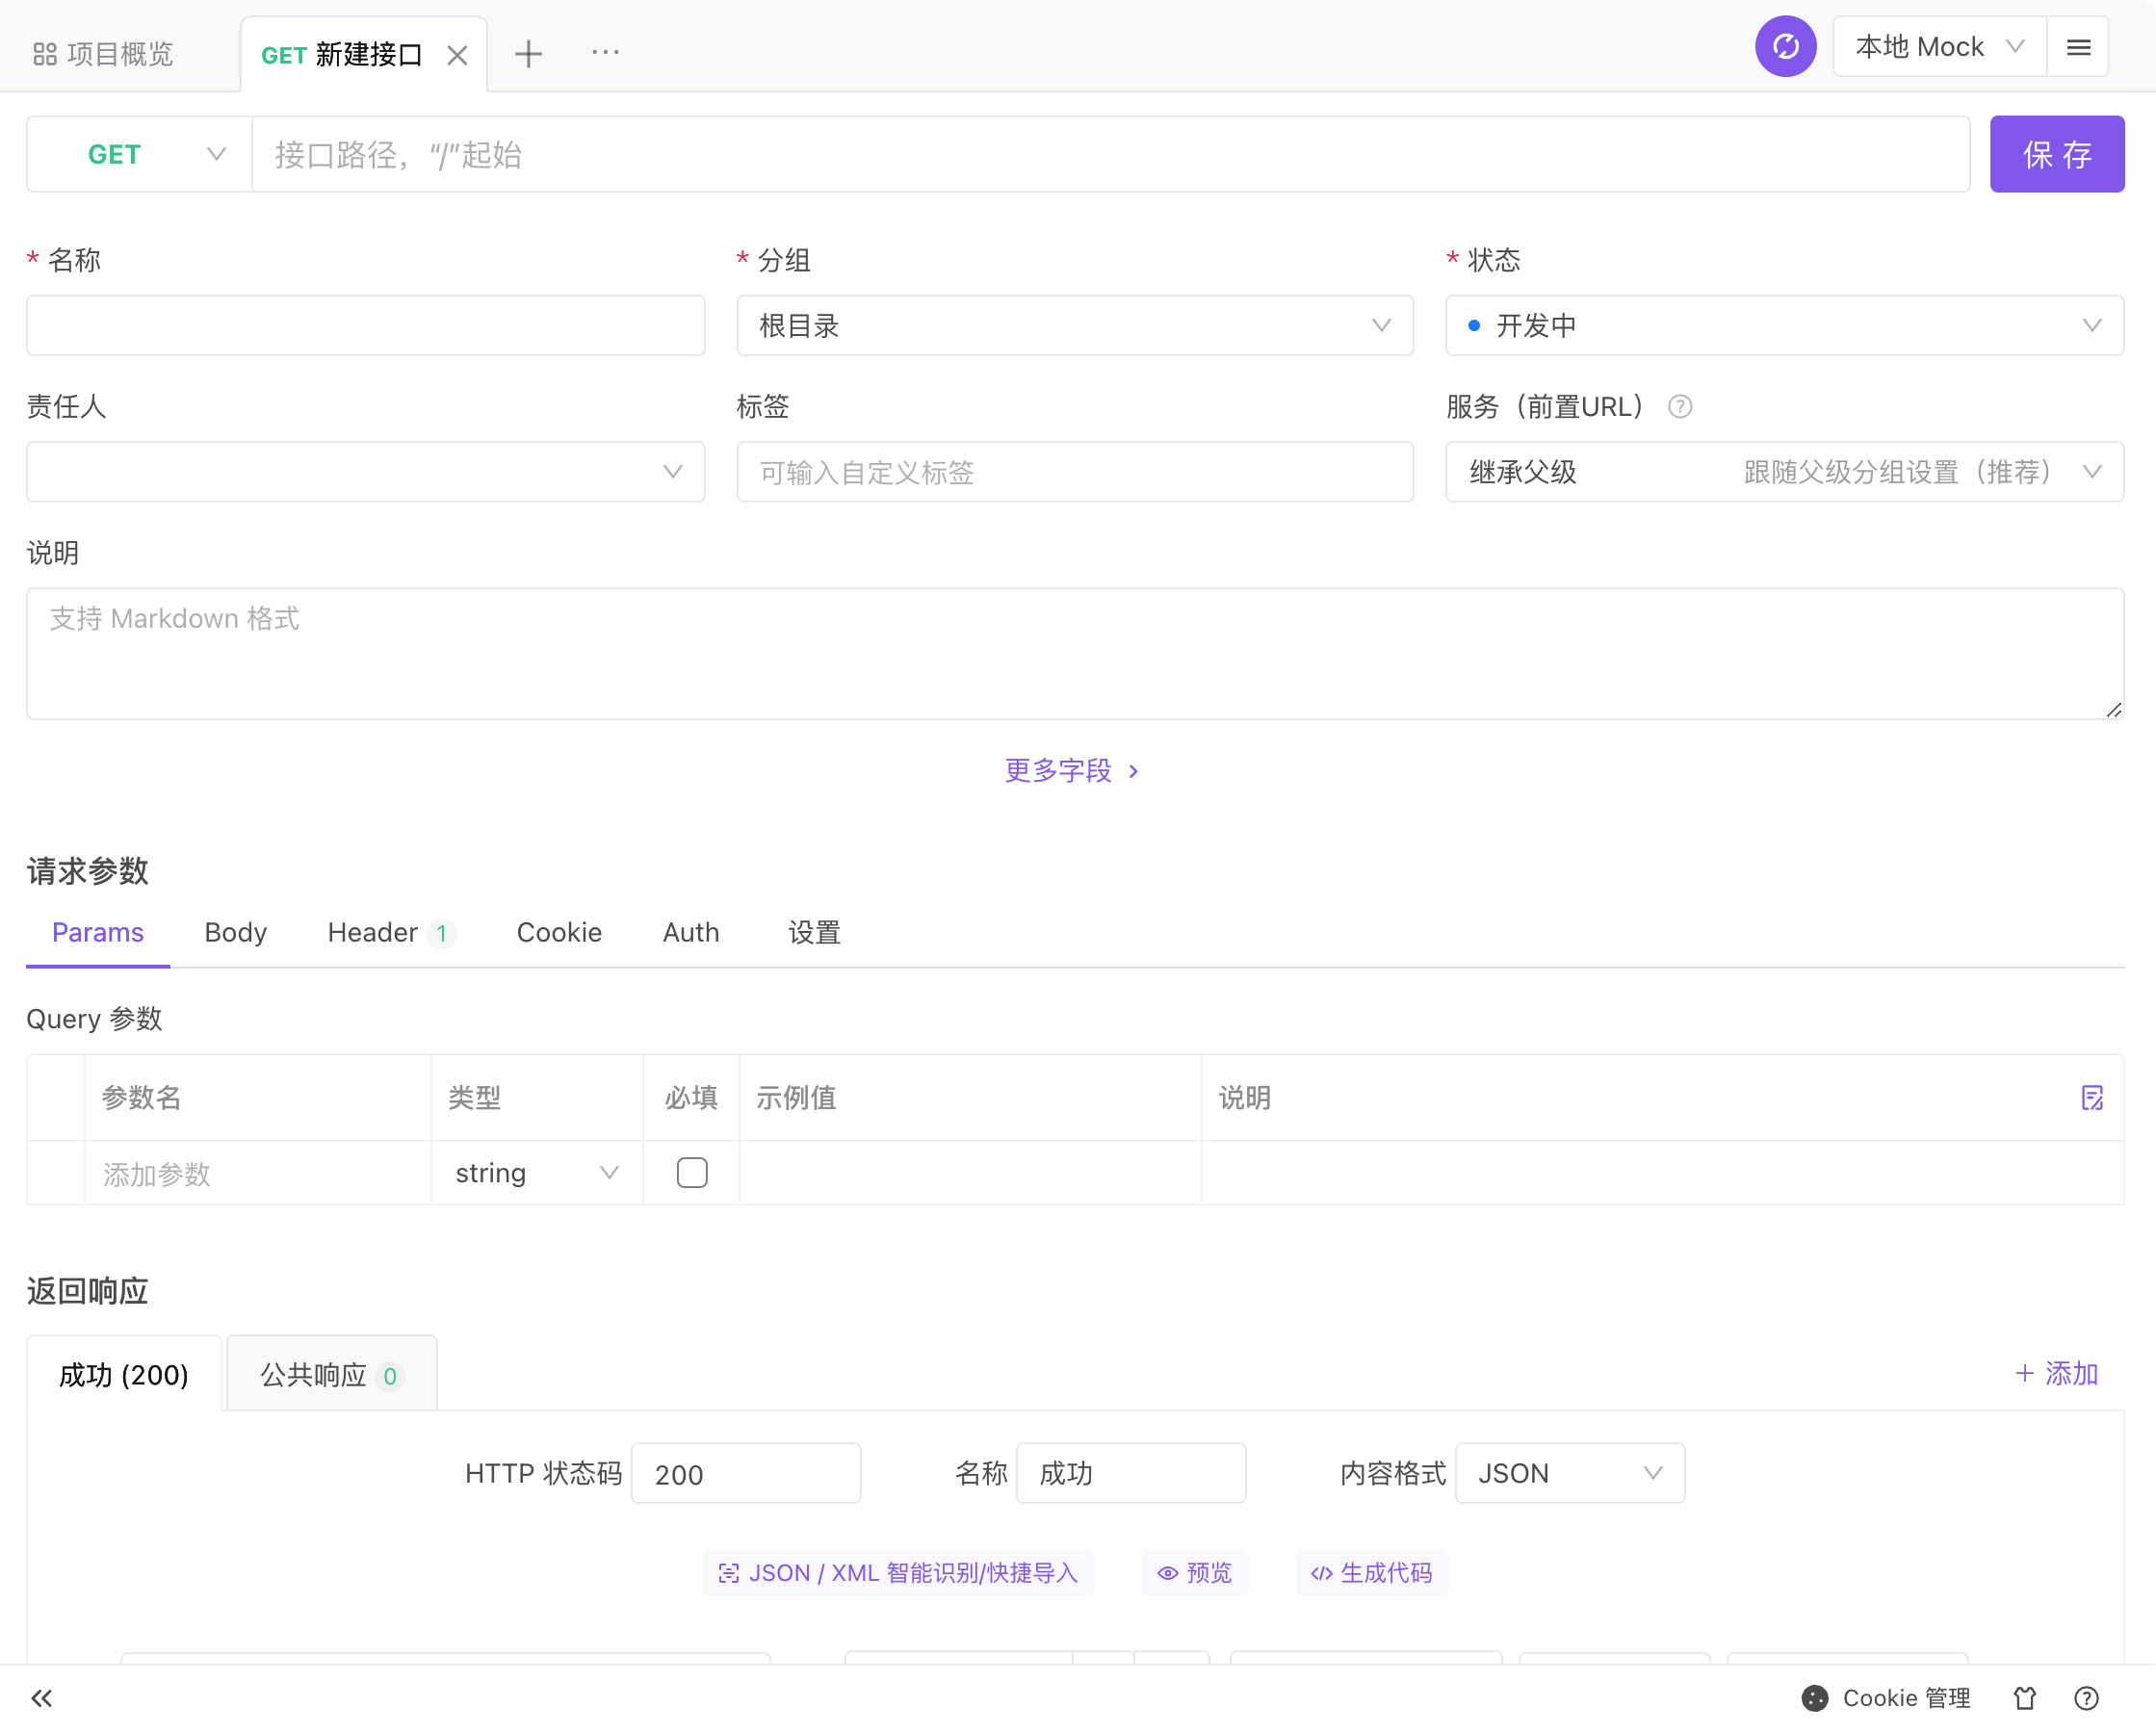 项目概览
GET 新建接口
本地 Mock
GET
接口路径，“/”起始
保 存
* 名称
* 分组
* 状态
根目录
开发中
责任人
标签
服务（前置URL）
可输入自定义标签
继承父级
跟随父级分组设置（推荐）
说明
支持 Markdown 格式
更多字段
请求参数
Params
Body
Header 1
Cookie
Auth
设置
Query 参数
参数名
类型
必填
示例值
说明
添加参数
string
返回响应
成功 (200)
公共响应 0
添加
HTTP 状态码
200
名称
成功
内容格式
JSON
JSON / XML 智能识别/快捷导入
预览
生成代码
Cookie 管理